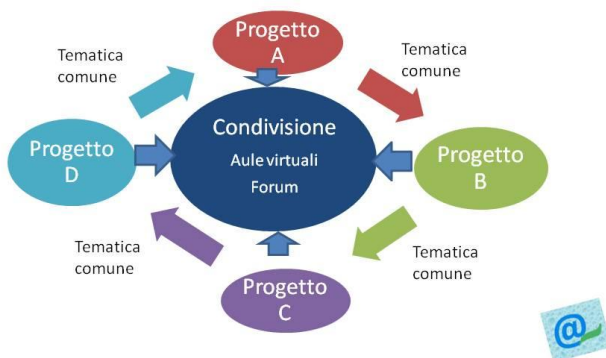 Progetto
A
Tematica
comune
Tematica
comune
Condivisione
Aule virtuali
Forum
Progetto
D
Progetto
B
Tematica
comune
Tematica
comune
Progetto
C
@